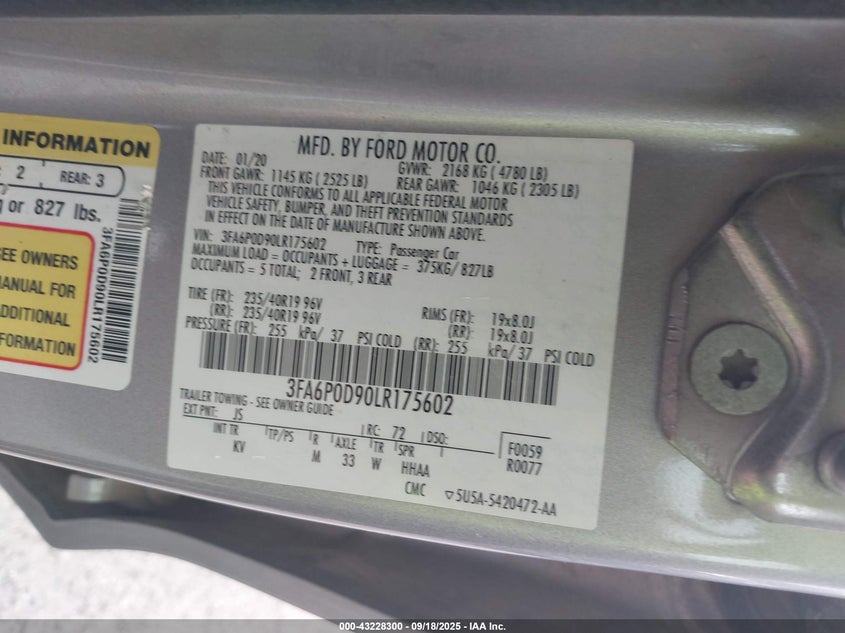 INFORMATION
2 REAR: 3
or 827 lbs.
SEE OWNERS
MANUAL FOR
ADDITIONAL
INFORMATION
3FA6P0D90LR175602
MFD. BY FORD MOTOR CO.
DATE: 01/20 GVWR: 2168 KG ( 4780 LB)
FRONT GAWR: 1145 KG ( 2525 LB) REAR GAWR: 1046 KG ( 2305 LB)
THIS VEHICLE CONFORMS TO ALL APPLICABLE FEDERAL MOTOR
VEHICLE SAFETY, BUMPER, AND THEFT PREVENTION STANDARDS
IN EFFECT ON THE DATE OF MANUFACTURE SHOWN ABOVE.
VIN: 3FA6P0D90LR175602 TYPE: Passenger Car
MAXIMUM LOAD = OCCUPANTS + LUGGAGE = 375KG/ 827LB
OCCUPANTS = 5 TOTAL; 2 FRONT, 3 REAR
TIRE (FR): 235/40R19 96V RIMS (FR): 19x8.0J
(RR): 235/40R19 96V (RR): 19x8.0J
PRESSURE (FR): 255 kPa/ 37 PSI COLD (RR): 255 kPa/ 37 PSI COLD
3FA6P0D90LR175602
TRAILER TOWING - SEE OWNER GUIDE
EXT PNT: JS RC: 72 DSO: F0059
INT TR TP/PS R AXLE TR SPR R0077
KV M 33 W HHAA
CMC ▽5U5A-5420472-AA
000-43228300 - 09/18/2025 - IAA Inc.